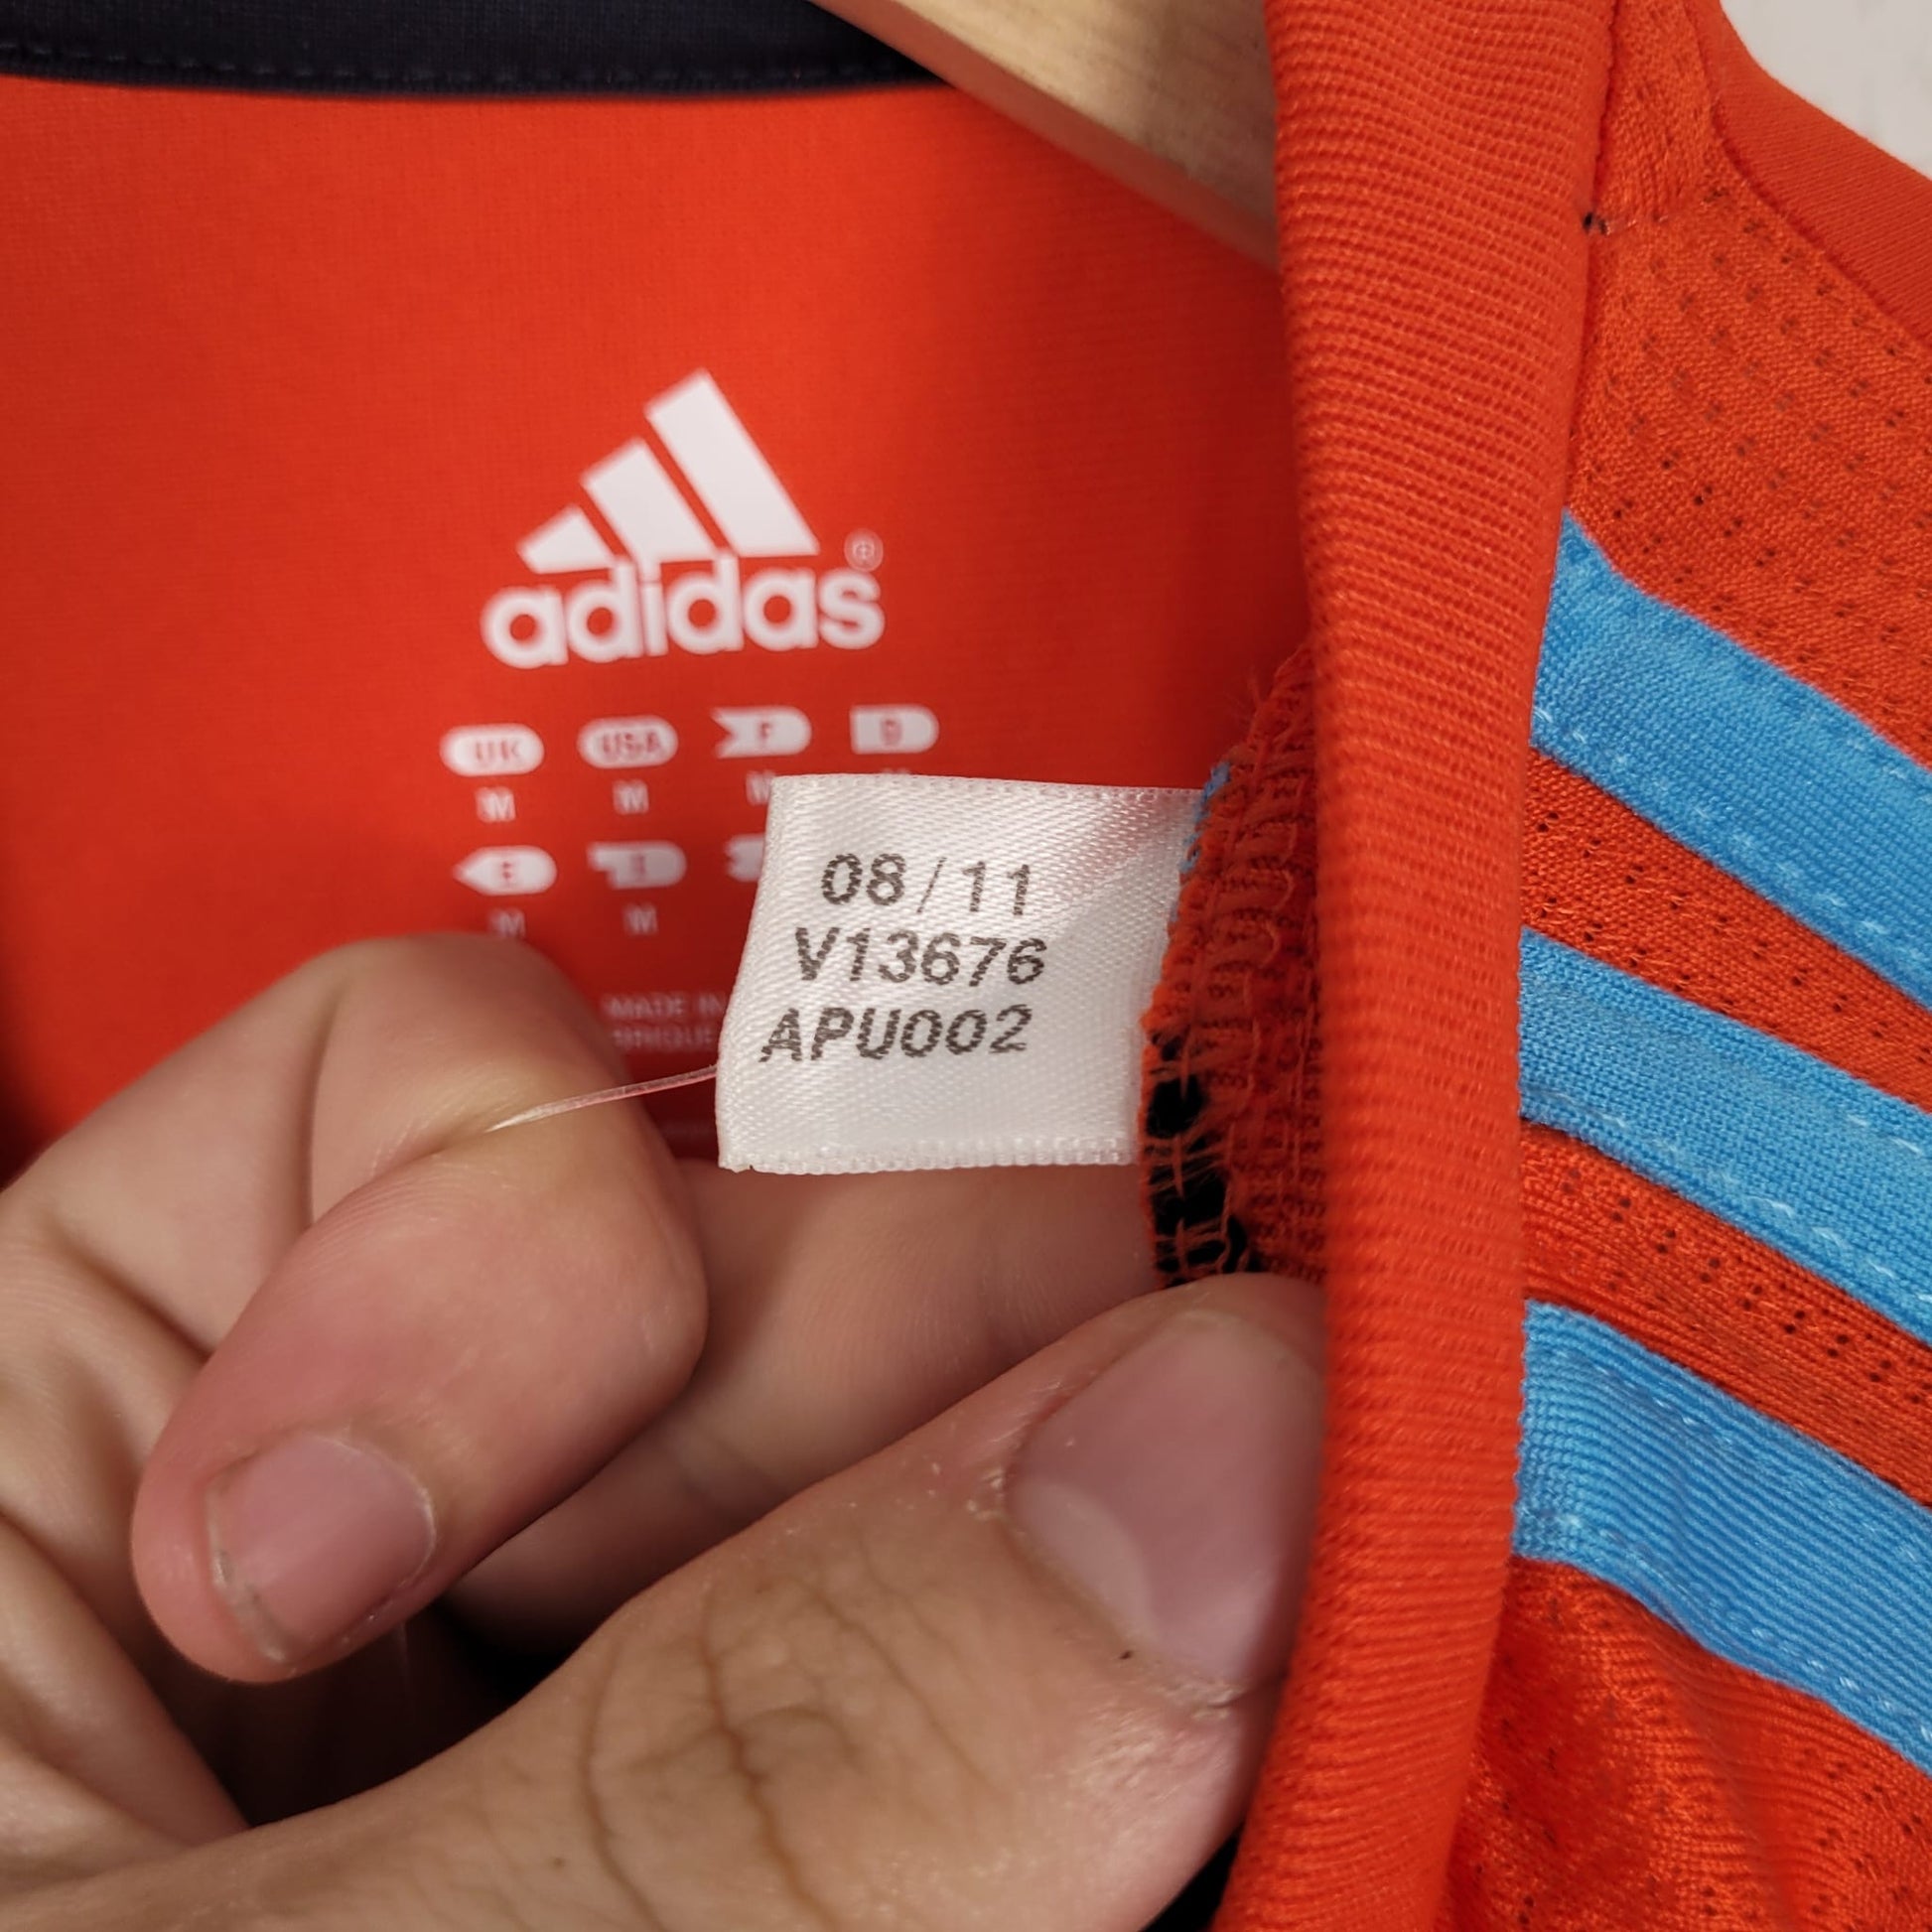 adidas®
UK USA F D
M M M
E I
M M
MADE IN
08/11
V13676
APU002